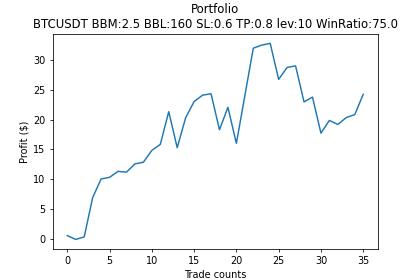 Portfolio
BTCUSDT BBM:2.5 BBL:160 SL:0.6 TP:0.8 lev:10 WinRatio:75.0
Profit ($)
30
25
20
15
10
5
0
0 5 10 15 20 25 30 35
Trade counts